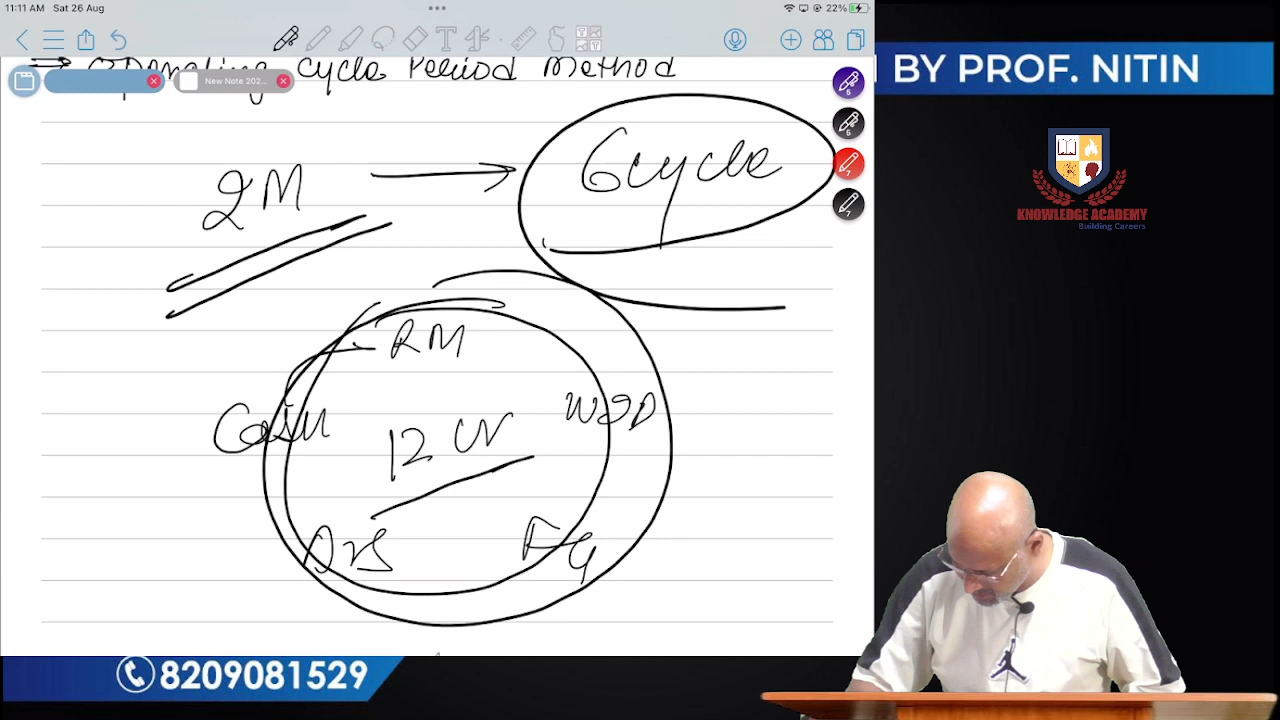 11:11 AM Sat 26 Aug
22%
⇒ Operating Cycle Period Method
New Note 202...
BY PROF. NITIN
KNOWLEDGE ACADEMY
Building Careers
2M → 6 cycle
RM
Cash
WIP
12 Cr
Drs
FG
8209081529